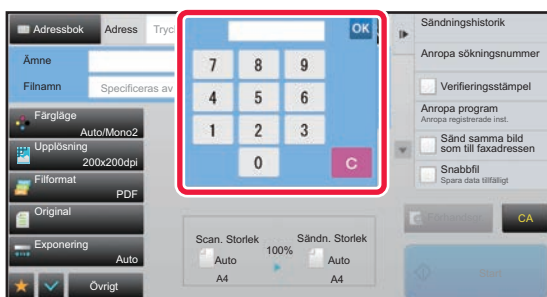 Adressbok
Adress
Tryc
OK
Sändningshistorik
Ämne
Anropa sökningsnummer
Filnamn
Specificeras av
7 8 9
4 5 6
1 2 3
0 C
Verifieringsstämpel
Anropa program
Anropa registrerade inst.
Sänd samma bild
som till faxadressen
Snabbfil
Spara data tillfälligt
Färgläge
Auto/Mono2
Upplösning
200x200dpi
Filformat
PDF
Original
Exponering
Auto
Övrigt
Scan. Storlek
Auto
A4
100%
Sändn. Storlek
Auto
A4
CA
Start